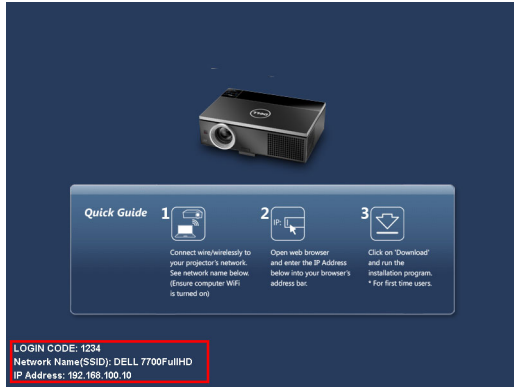 DELL
Quick Guide
1
2
IP:
3
Connect wire/wirelessly to
your projector's network.
See network name below.
(Ensure computer WiFi
is turned on)
Open web browser
and enter the IP Address
below into your browser's
address bar.
Click on 'Download'
and run the
installation program.
* For first time users.
LOGIN CODE: 1234
Network Name(SSID): DELL 7700FullHD
IP Address: 192.168.100.10